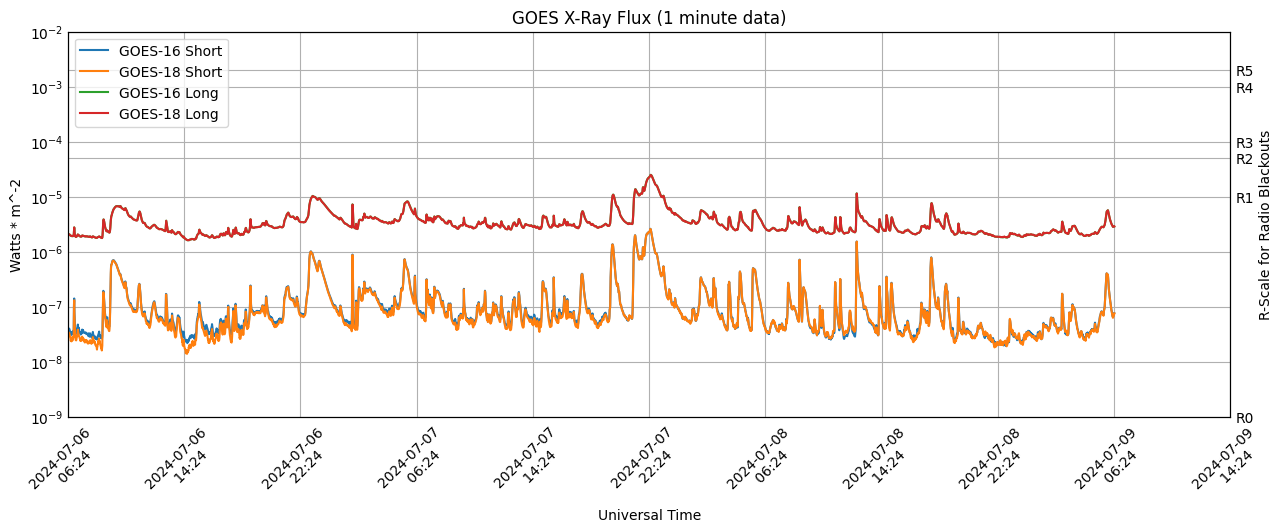 GOES X-Ray Flux (1 minute data)
GOES-16 Short
GOES-18 Short
GOES-16 Long
GOES-18 Long
Watts * m^-2
10−2
10−3
10−4
10−5
10−6
10−7
10−8
10−9
R5
R4
R3
R2
R1
R0
R-Scale for Radio Blackouts
2024-07-06
06:24
2024-07-06
14:24
2024-07-06
22:24
2024-07-07
06:24
2024-07-07
14:24
2024-07-07
22:24
2024-07-08
06:24
2024-07-08
14:24
2024-07-08
22:24
2024-07-09
06:24
2024-07-09
14:24
Universal Time